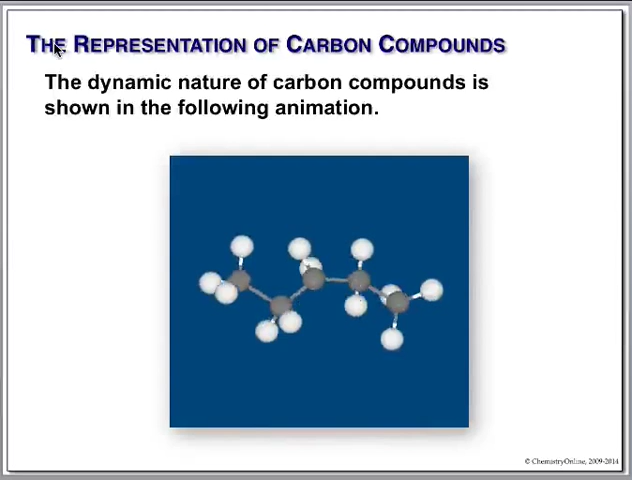 THE REPRESENTATION OF CARBON COMPOUNDS
The dynamic nature of carbon compounds is
shown in the following animation.
© ChemistryOnline, 2009-2014